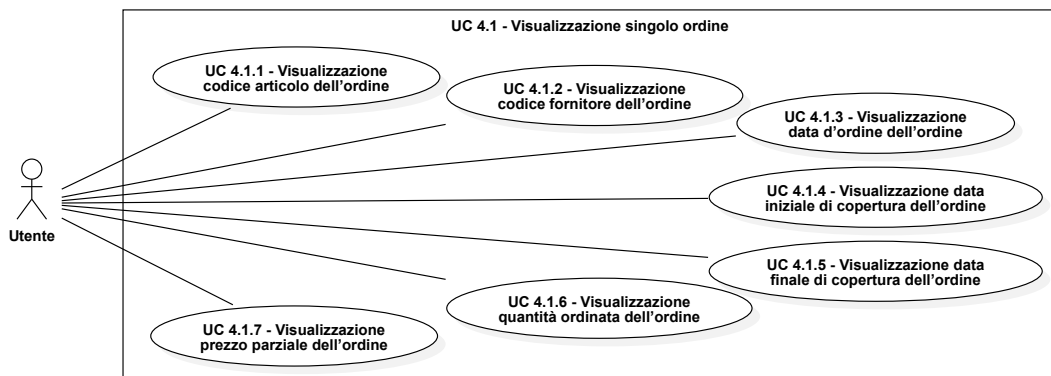 UC 4.1 - Visualizzazione singolo ordine
UC 4.1.1 - Visualizzazione
codice articolo dell'ordine
UC 4.1.2 - Visualizzazione
codice fornitore dell'ordine
UC 4.1.3 - Visualizzazione
data d'ordine dell'ordine
UC 4.1.4 - Visualizzazione data
iniziale di copertura dell'ordine
Utente
UC 4.1.5 - Visualizzazione data
finale di copertura dell'ordine
UC 4.1.6 - Visualizzazione
quantità ordinata dell'ordine
UC 4.1.7 - Visualizzazione
prezzo parziale dell'ordine